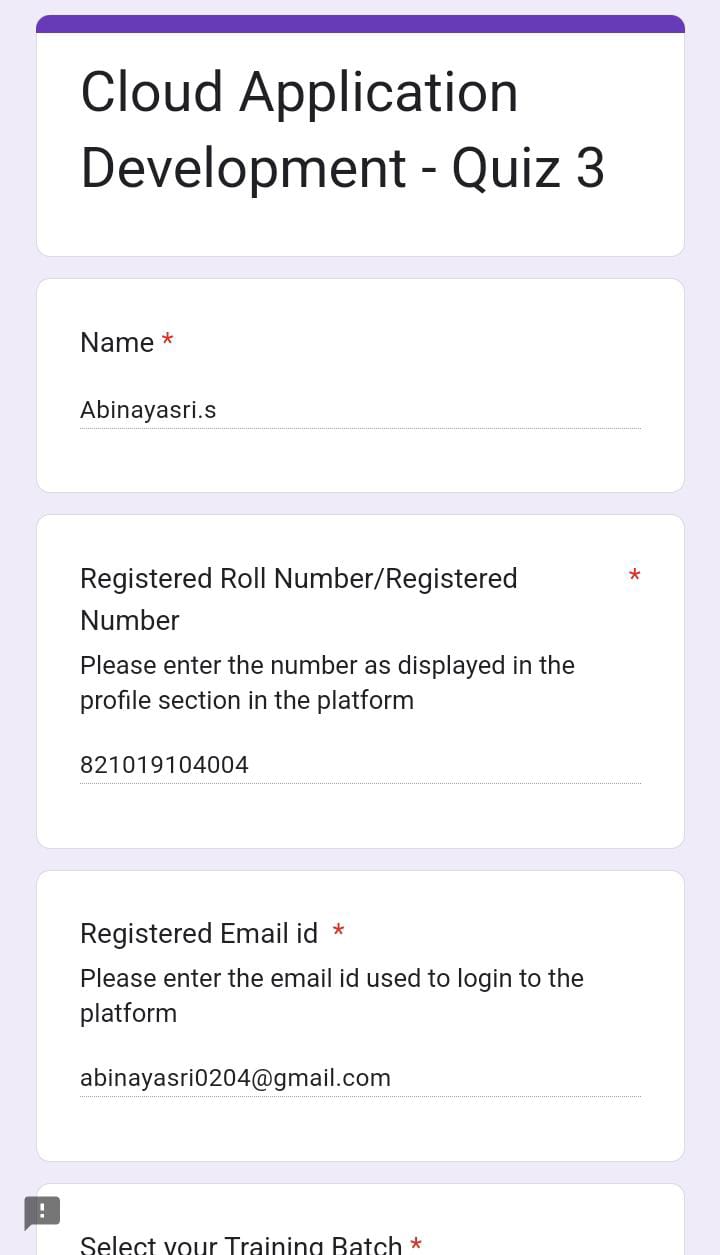 Cloud Application
Development - Quiz 3
Name *
Abinayasri.s
Registered Roll Number/Registered *
Number
Please enter the number as displayed in the
profile section in the platform
821019104004
Registered Email id *
Please enter the email id used to login to the
platform
abinayasri0204@gmail.com
Select your Training Batch *